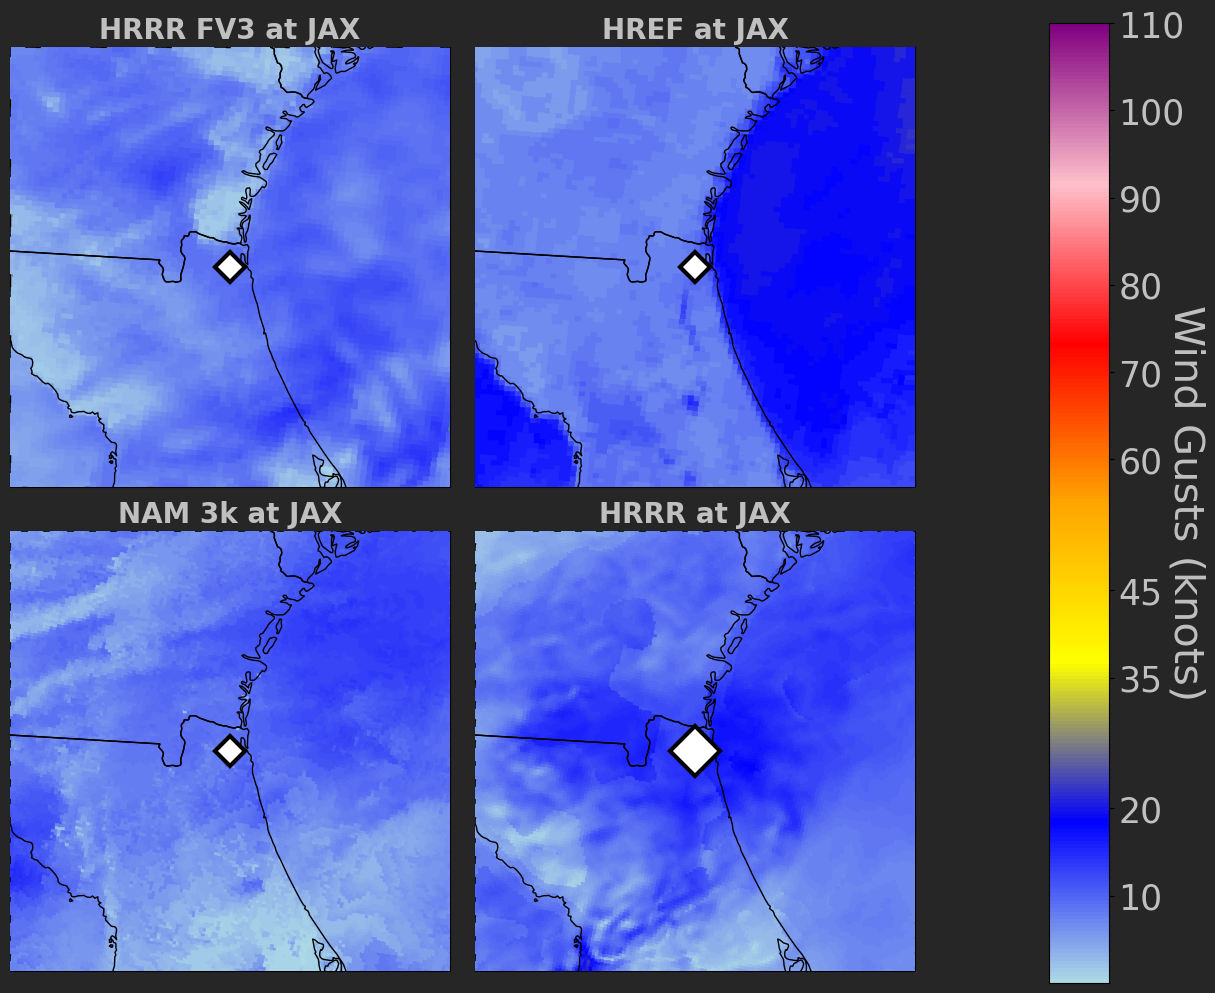 HRRR FV3 at JAX
HREF at JAX
NAM 3k at JAX
HRRR at JAX
110
100
90
80
70
60
45
35
20
10
Wind Gusts (knots)